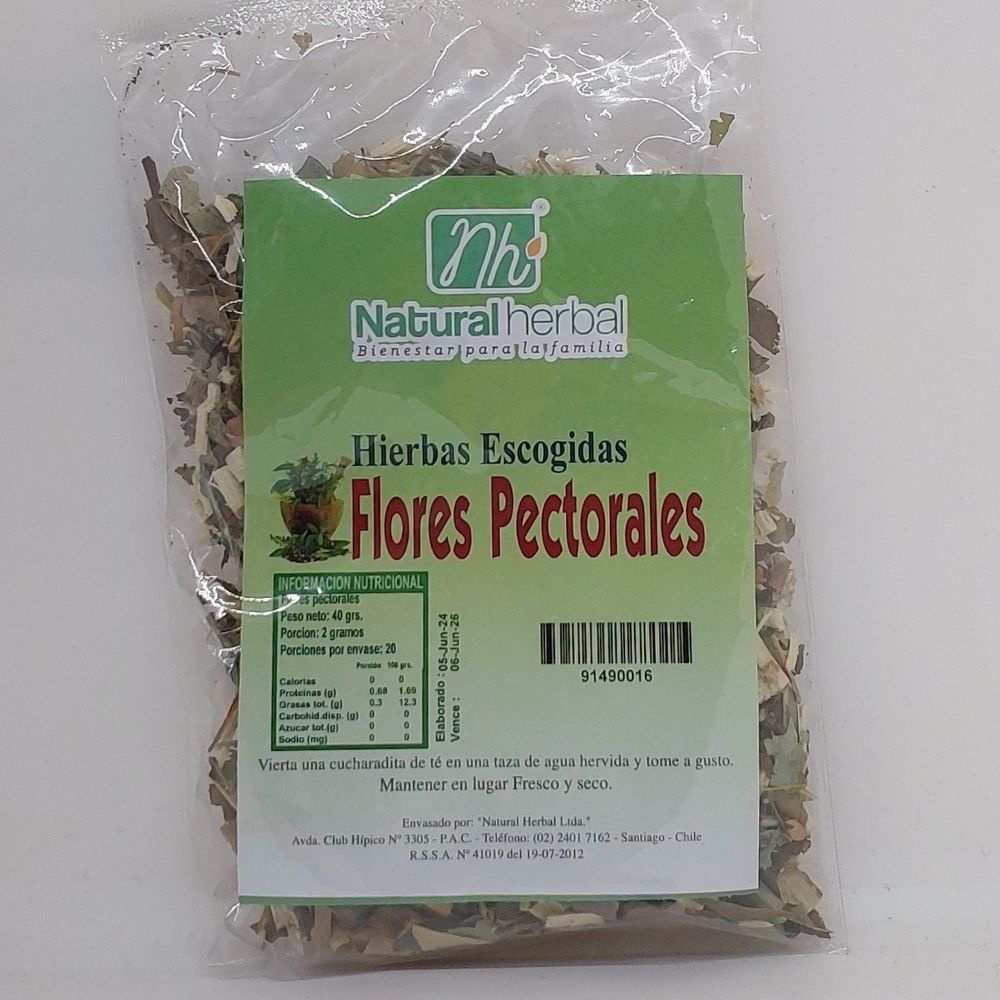 nh
Natural herbal
Bienestar para la familia
Hierbas Escogidas
Flores Pectorales
INFORMACION NUTRICIONAL
Flores pectorales
Peso neto: 40 grs.
Porcion: 2 gramos
Porciones por envase: 20
Porción 100 grs.
Calorias 0 0
Proteinas (g) 0.68 1.69
Grasas tot. (g) 0.3 12.3
Carbohid.disp. (g) 0 0
Azucar tot.(g) 0 0
Sodio (mg) 0 0
Elaborado : 05-Jun-24
Vence : 06-Jun-26
91490016
Vierta una cucharadita de té en una taza de agua hervida y tome a gusto.
Mantener en lugar Fresco y seco.
Envasado por: "Natural Herbal Ltda."
Avda. Club Hípico Nº 3305 - P.A.C. - Teléfono: (02) 2401 7162 - Santiago - Chile
R.S.S.A. Nº 41019 del 19-07-2012